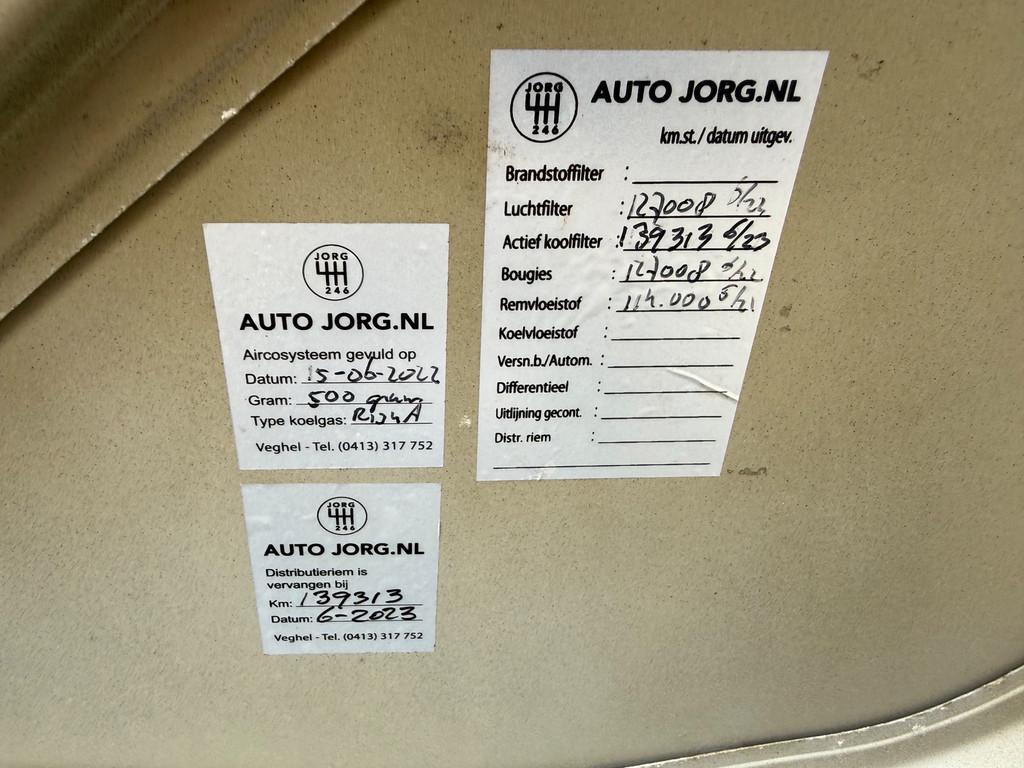 JORG
246
AUTO JORG.NL
km.st./ datum uitgev.
Brandstoffilter :
Luchtfilter : 127008 6/22
Actief koolfilter: 139313 6/23
Bougies : 127008 6/22
Remvloeistof : 114.000 6/21
Koelvloeistof :
Versn.b./Autom. :
Differentieel :
Uitlijning gecont. :
Distr. riem :
JORG
246
AUTO JORG.NL
Aircosysteem gevuld op
Datum: 15-06-2022
Gram: 500 gram
Type koelgas: R134A
Veghel - Tel. (0413) 317 752
JORG
246
AUTO JORG.NL
Distributieriem is
vervangen bij
Km: 139313
Datum: 6-2023
Veghel - Tel. (0413) 317 752